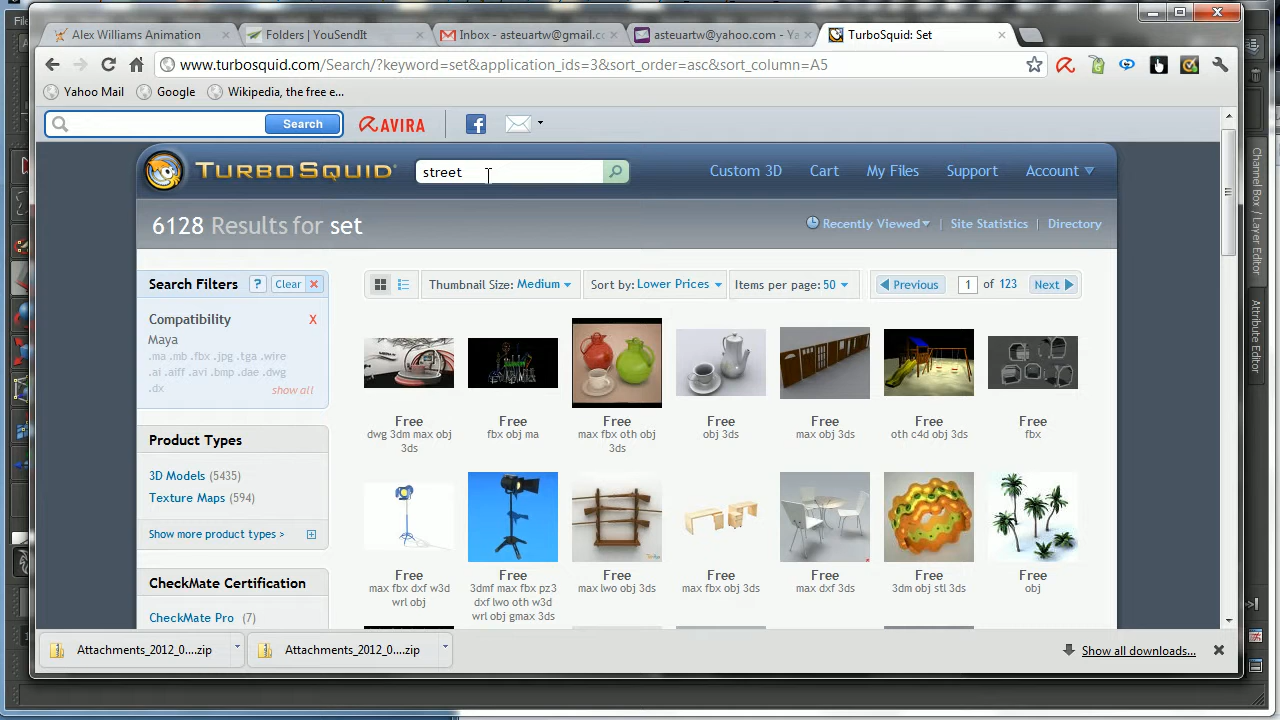 File
Alex Williams Animation
Folders | YouSendIt
Inbox - asteuartw@gmail.c
asteuartw@yahoo.com - Ya
TurboSquid: Set
www.turbosquid.com/Search/?keyword=set&application_ids=3&sort_order=asc&sort_column=A5
Yahoo Mail
Google
Wikipedia, the free e...
Search
AVIRA
TURBOSQUID
street
Custom 3D
Cart
My Files
Support
Account
6128 Results for set
Recently Viewed
Site Statistics
Directory
Search Filters
?
Clear
Thumbnail Size: Medium
Sort by: Lower Prices
Items per page: 50
Previous
1
of 123
Next
Compatibility
X
Maya
.ma .mb .fbx .jpg .tga .wire
.ai .aiff .avi .bmp .dae .dwg
.dx
show all
Free
dwg 3dm max obj
3ds
Free
fbx obj ma
Free
max fbx oth obj
3ds
Free
obj 3ds
Free
max obj 3ds
Free
oth c4d obj 3ds
Free
fbx
Product Types
3D Models (5435)
Texture Maps (594)
Show more product types >
Free
max fbx dxf w3d
wrl obj
Free
3dmf max fbx pz3
dxf lwo oth w3d
wrl obj gmax 3ds
Free
max lwo obj 3ds
Free
max fbx obj 3ds
Free
max dxf 3ds
Free
3dm obj stl 3ds
Free
obj
CheckMate Certification
CheckMate Pro (7)
Attachments_2012_0....zip
Attachments_2012_0....zip
Show all downloads...
Channel Box / Layer Editor
Attribute Editor